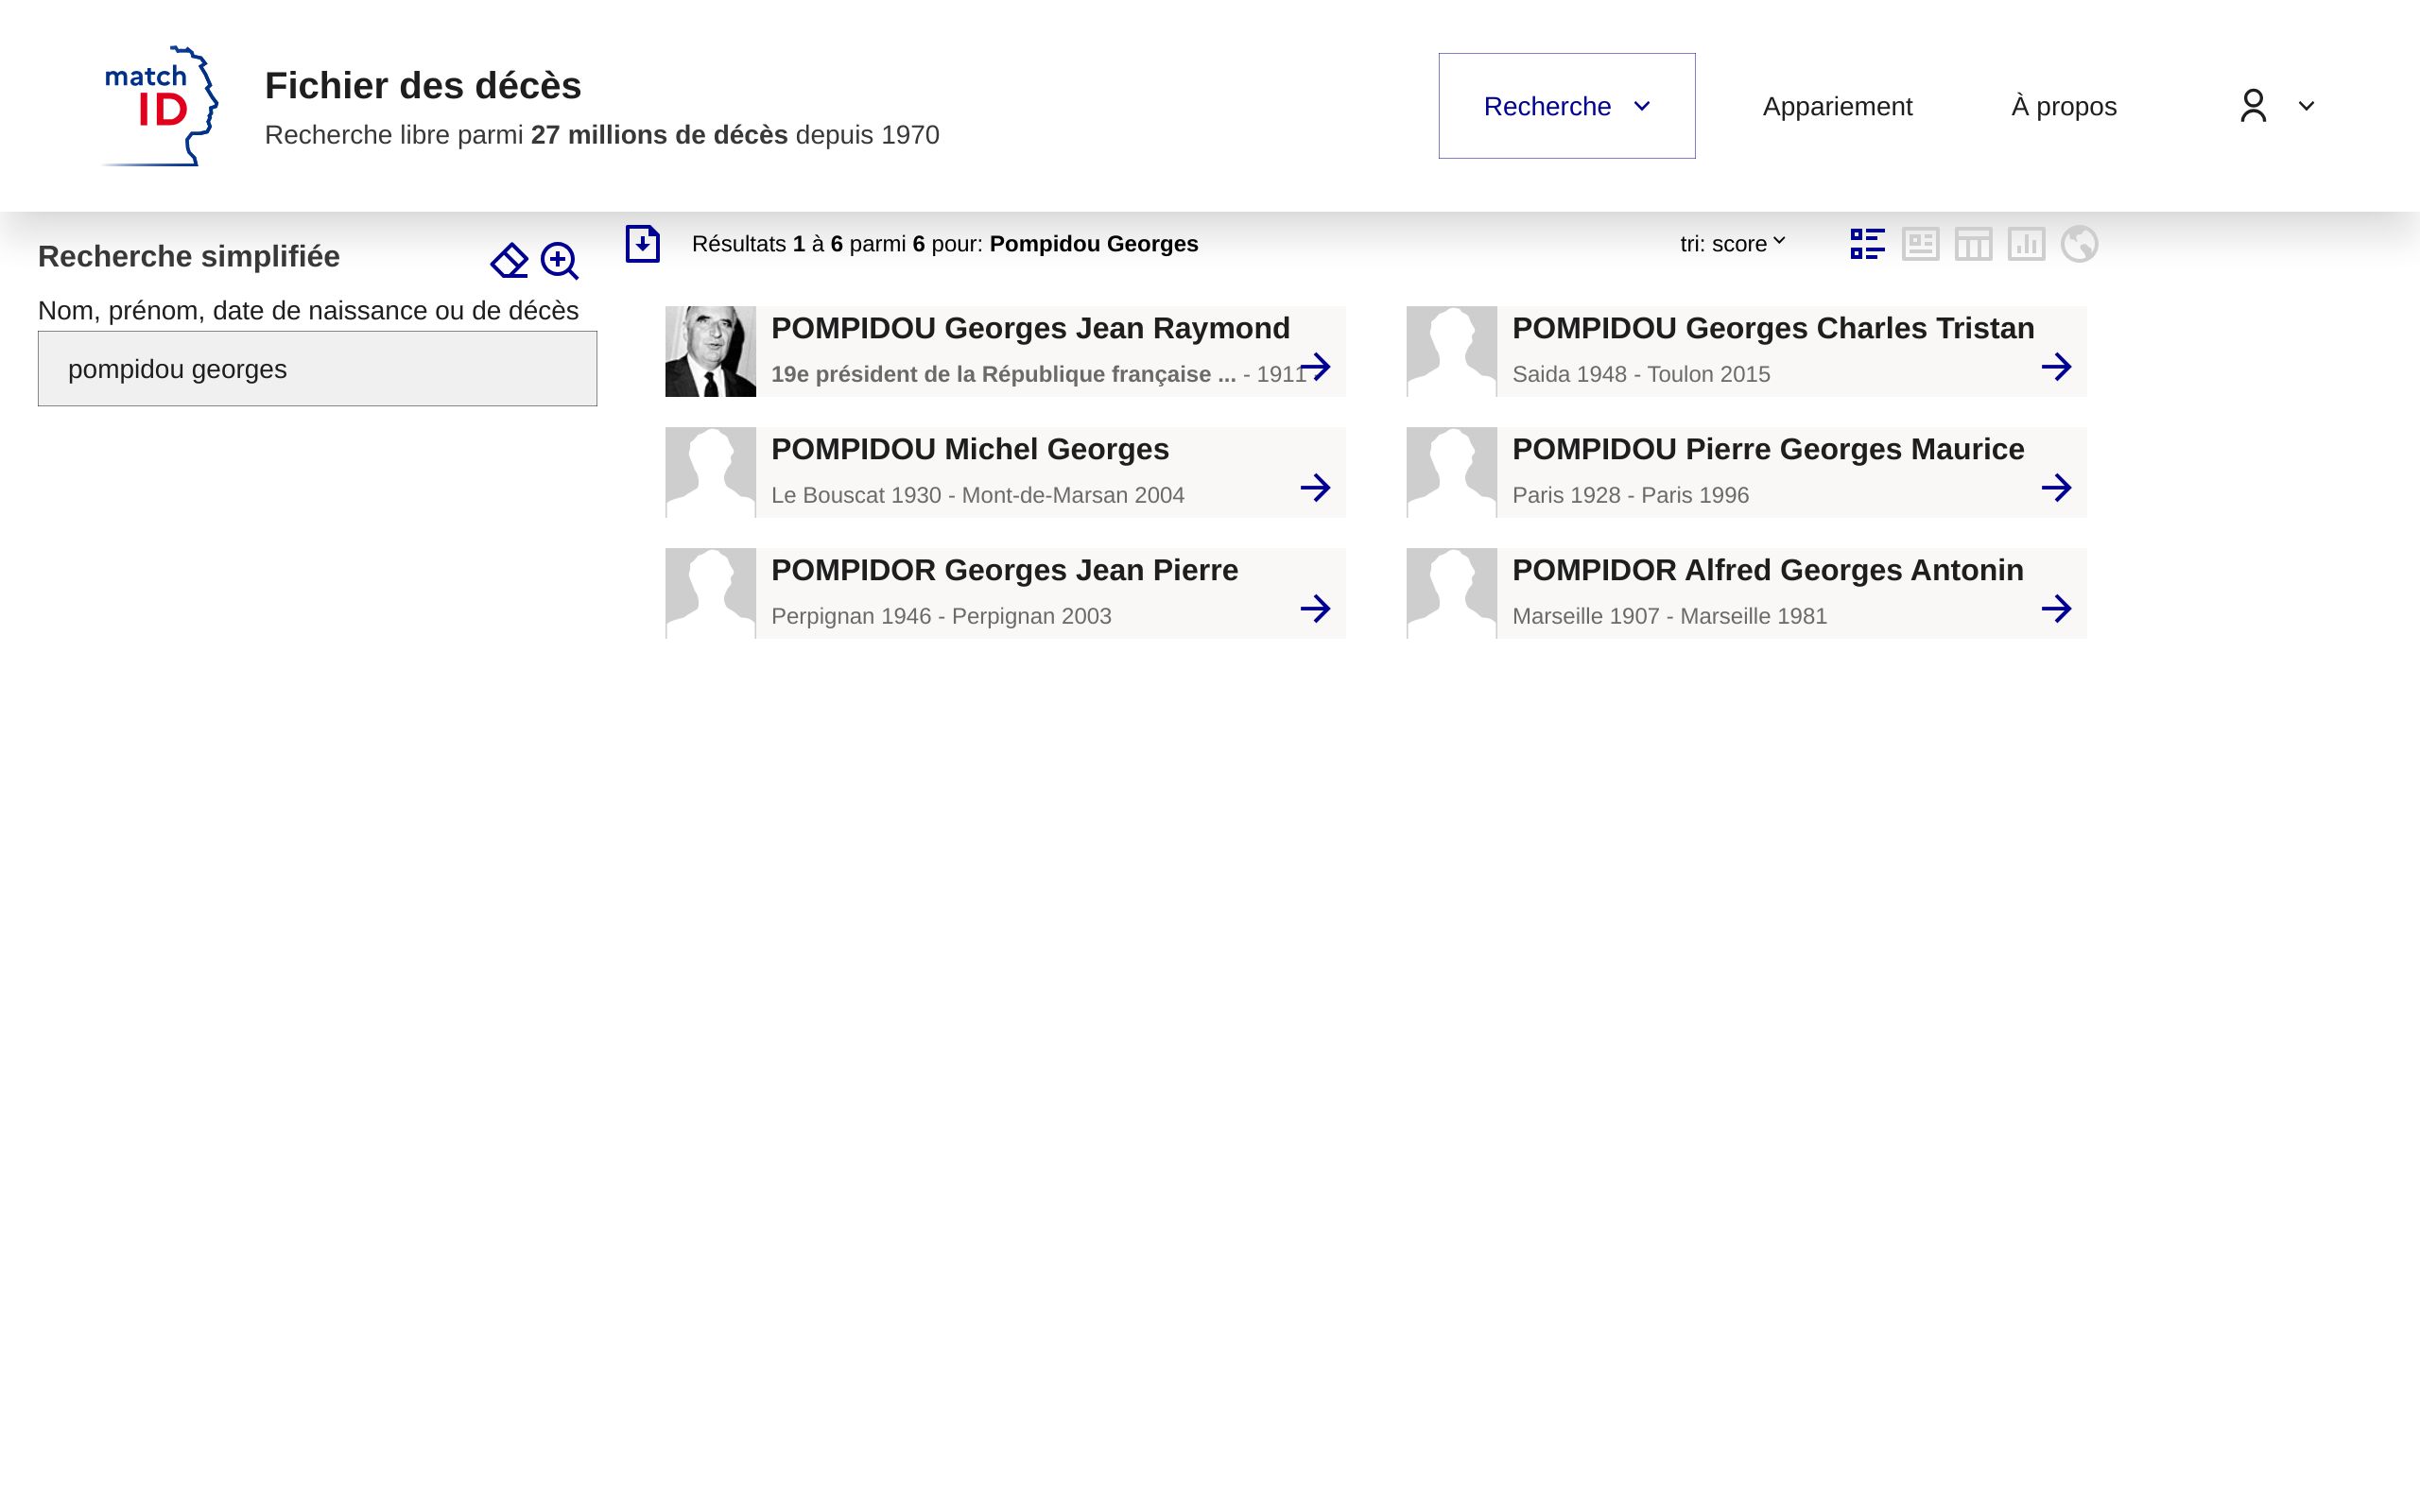 match
ID
Fichier des décès
Recherche libre parmi 27 millions de décès depuis 1970
Recherche
Appariement
À propos
Recherche simplifiée
Nom, prénom, date de naissance ou de décès
pompidou georges
Résultats 1 à 6 parmi 6 pour: Pompidou Georges
tri: score
POMPIDOU Georges Jean Raymond
19e président de la République française ... - 1911
POMPIDOU Georges Charles Tristan
Saida 1948 - Toulon 2015
POMPIDOU Michel Georges
Le Bouscat 1930 - Mont-de-Marsan 2004
POMPIDOU Pierre Georges Maurice
Paris 1928 - Paris 1996
POMPIDOR Georges Jean Pierre
Perpignan 1946 - Perpignan 2003
POMPIDOR Alfred Georges Antonin
Marseille 1907 - Marseille 1981